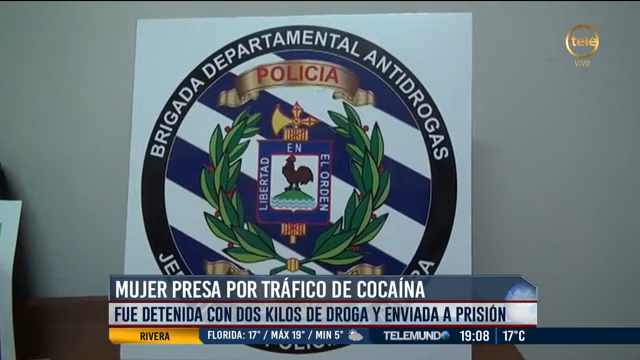 tele
VIVO
BRIGADA DEPARTAMENTAL ANTIDROGAS
POLICIA
LIBERTAD
EN
EL ORDEN
MUJER PRESA POR TRÁFICO DE COCAÍNA
FUE DETENIDA CON DOS KILOS DE DROGA Y ENVIADA A PRISIÓN
RIVERA
FLORIDA: 17° / MÁX 19° / MIN 5°
TELEMUNDO
19:08
17°C